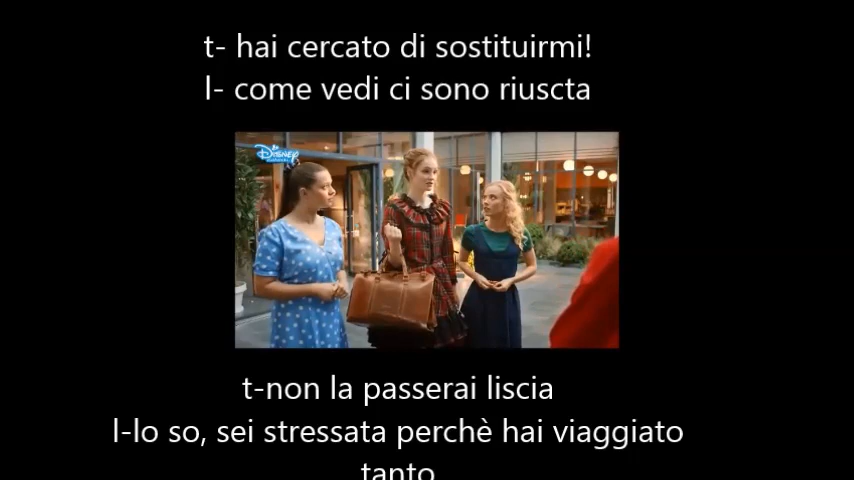 t- hai cercato di sostituirmi!
l- come vedi ci sono riuscta
DISNEY
t-non la passerai liscia
l-lo so, sei stressata perchè hai viaggiato
tanto